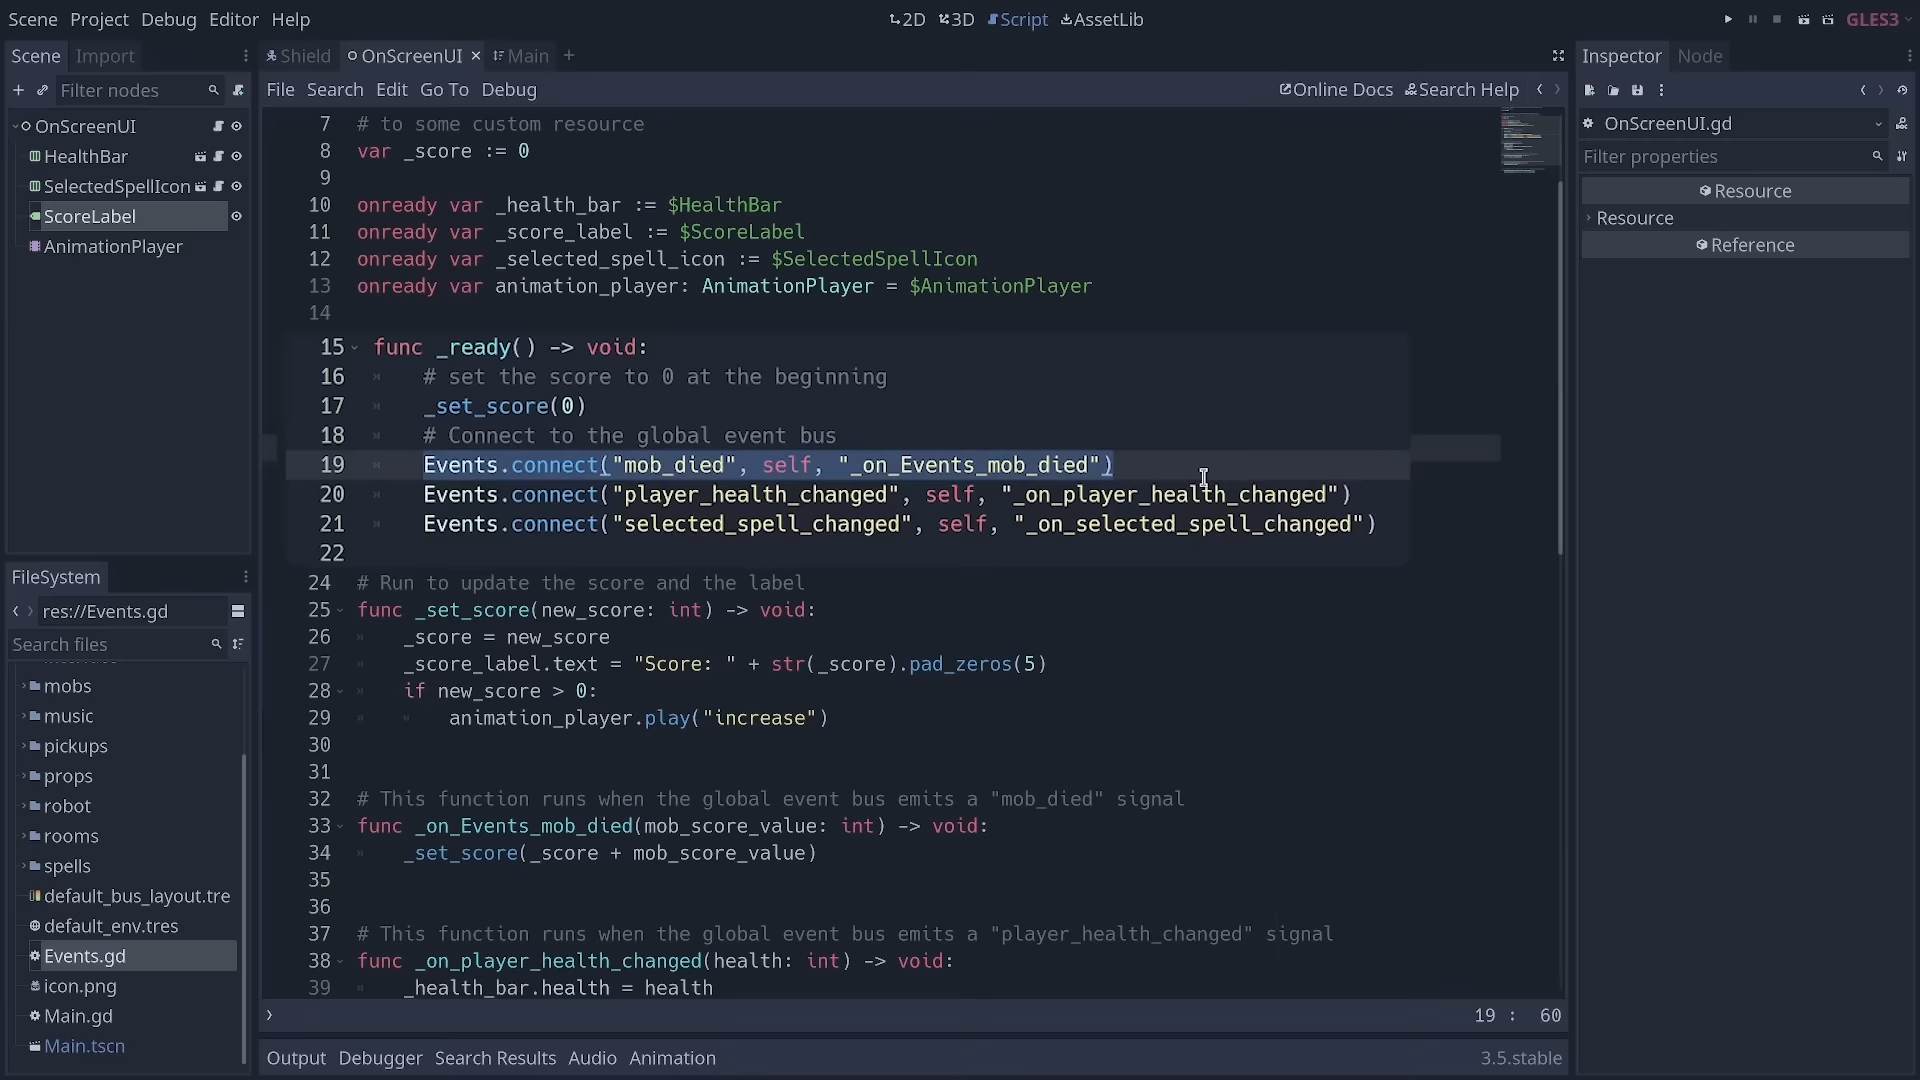 Scene Project Debug Editor Help
2D 3D Script AssetLib
GLES3
Scene Import
Filter nodes
OnScreenUI
HealthBar
SelectedSpellIcon
ScoreLabel
AnimationPlayer
FileSystem
res://Events.gd
Search files
mobs
music
pickups
props
robot
rooms
spells
default_bus_layout.tre
default_env.tres
Events.gd
icon.png
Main.gd
Main.tscn
Shield OnScreenUI Main
File Search Edit Go To Debug
Online Docs Search Help
7 # to some custom resource
8 var _score := 0
9
10 onready var _health_bar := $HealthBar
11 onready var _score_label := $ScoreLabel
12 onready var _selected_spell_icon := $SelectedSpellIcon
13 onready var animation_player: AnimationPlayer = $AnimationPlayer
14
15 func _ready() -> void:
16 # set the score to 0 at the beginning
17 _set_score(0)
18 # Connect to the global event bus
19 Events.connect("mob_died", self, "_on_Events_mob_died")
20 Events.connect("player_health_changed", self, "_on_player_health_changed")
21 Events.connect("selected_spell_changed", self, "_on_selected_spell_changed")
22
24 # Run to update the score and the label
25 func _set_score(new_score: int) -> void:
26 _score = new_score
27 _score_label.text = "Score: " + str(_score).pad_zeros(5)
28 if new_score > 0:
29 animation_player.play("increase")
30
31
32 # This function runs when the global event bus emits a "mob_died" signal
33 func _on_Events_mob_died(mob_score_value: int) -> void:
34 _set_score(_score + mob_score_value)
35
36
37 # This function runs when the global event bus emits a "player_health_changed" signal
38 func _on_player_health_changed(health: int) -> void:
39 _health_bar.health = health
19 : 60
Output Debugger Search Results Audio Animation
3.5.stable
Inspector Node
OnScreenUI.gd
Filter properties
Resource
Resource
Reference